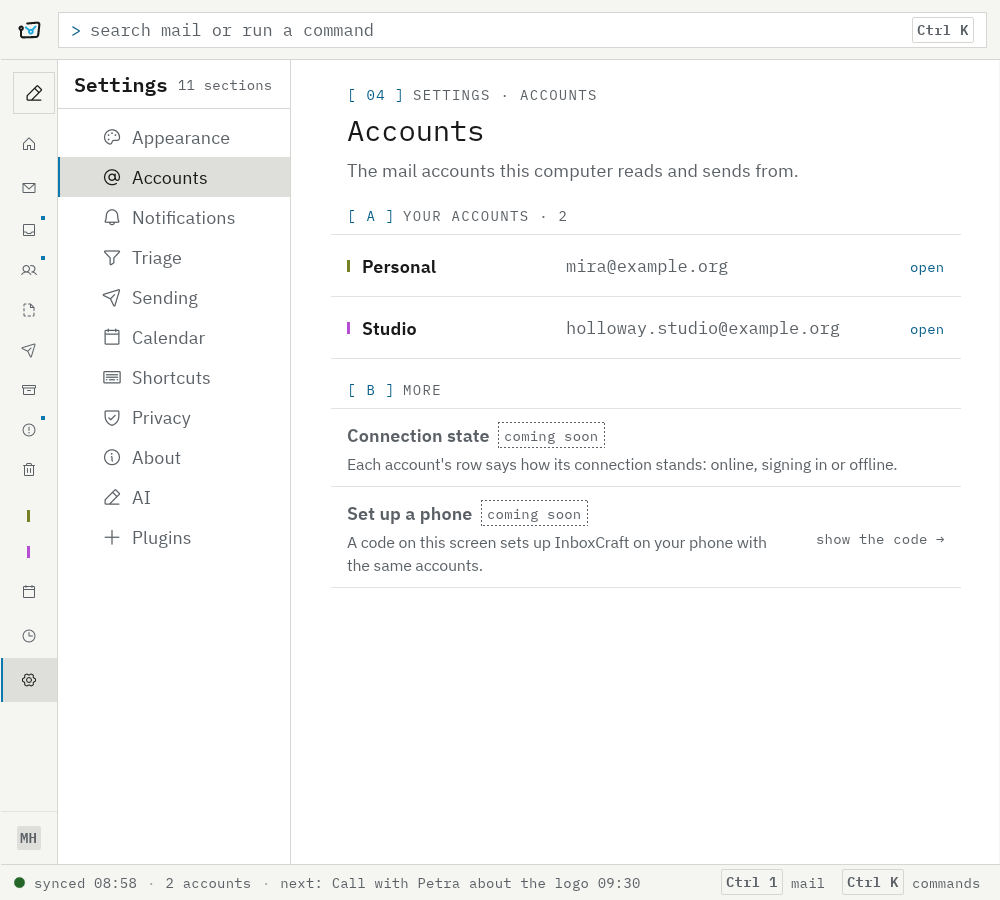 > search mail or run a command Ctrl K
Settings 11 sections
Appearance
Accounts
Notifications
Triage
Sending
Calendar
Shortcuts
Privacy
About
AI
Plugins
[ 04 ] SETTINGS · ACCOUNTS
Accounts
The mail accounts this computer reads and sends from.
[ A ] YOUR ACCOUNTS · 2
Personal mira@example.org open
Studio holloway.studio@example.org open
[ B ] MORE
Connection state coming soon
Each account's row says how its connection stands: online, signing in or offline.
Set up a phone coming soon
A code on this screen sets up InboxCraft on your phone with
the same accounts.
show the code →
MH
synced 08:58 · 2 accounts · next: Call with Petra about the logo 09:30 Ctrl 1 mail Ctrl K commands